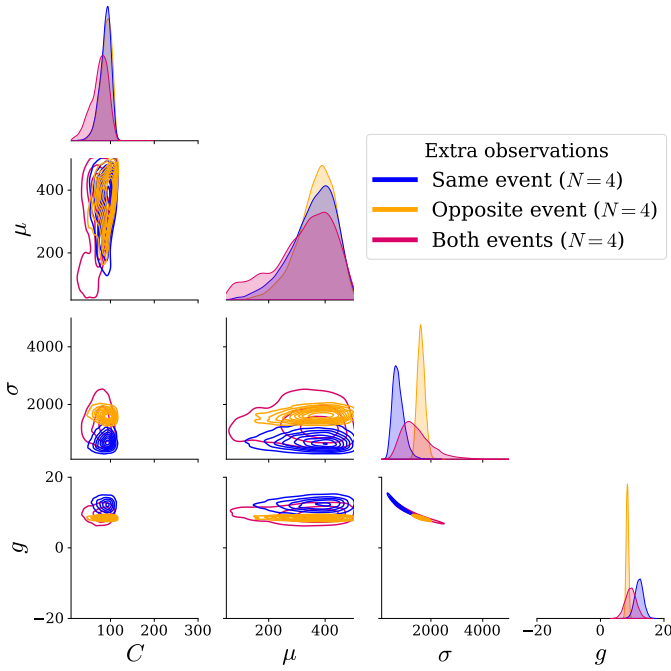 Extra observations
Same event (N = 4)
Opposite event (N = 4)
Both events (N = 4)
μ
400
200
σ
4000
2000
g
20
0
−20
100 200 300
C
200 400
μ
2000 4000
σ
−20 0 20
g